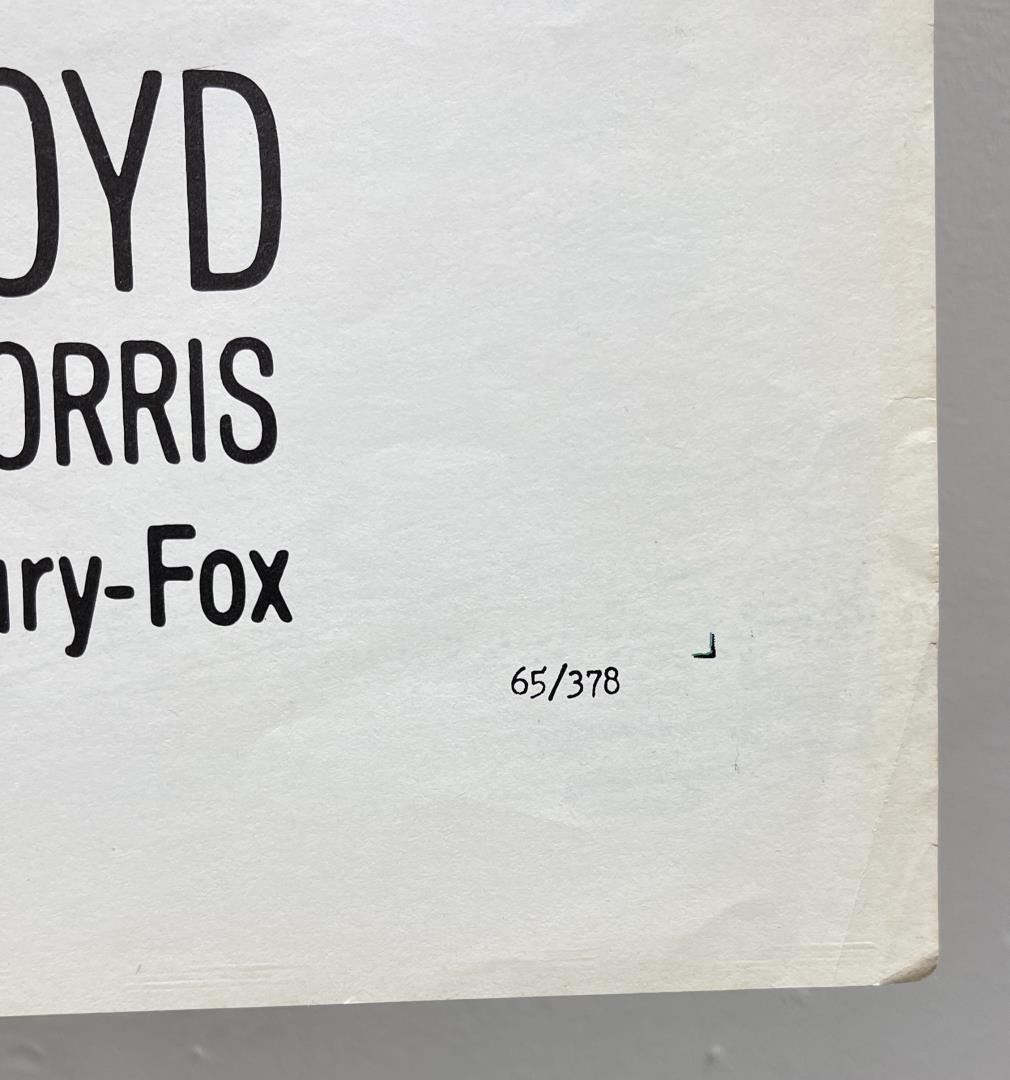 OYD
ORRIS
ury-Fox
65/378